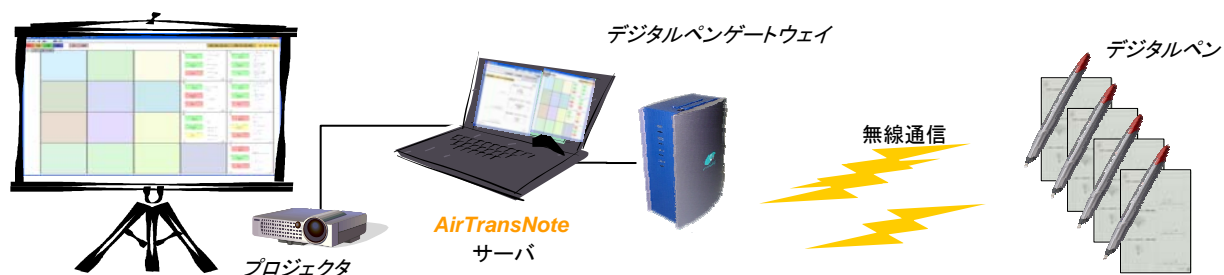 デジタルペンゲートウェイ
デジタルペン
無線通信
AirTransNote
サーバ
プロジェクタ